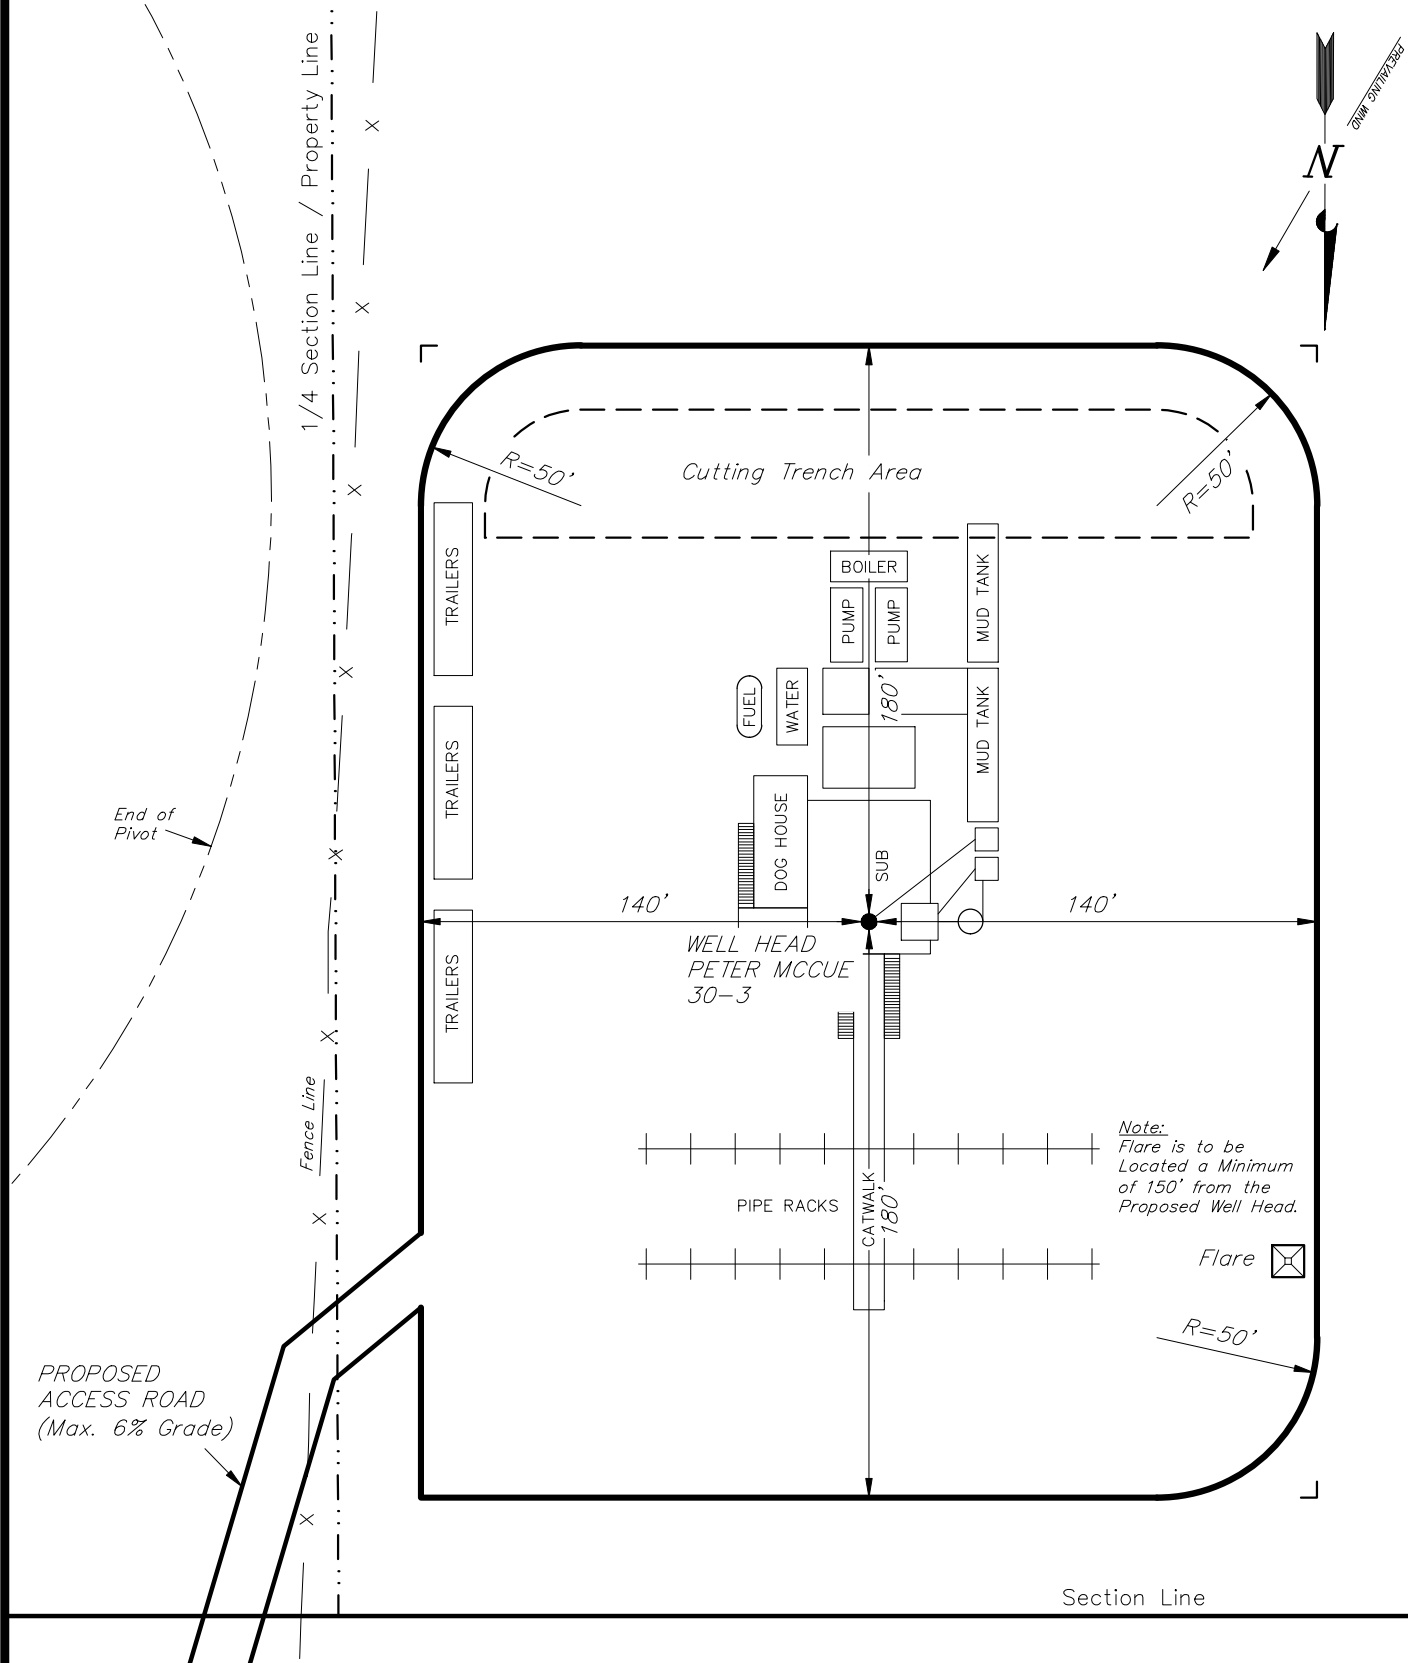 1/4 Section Line / Property Line
PREVAILING WIND
N
R=50'
Cutting Trench Area
R=50'
TRAILERS
BOILER
PUMP
PUMP
MUD TANK
FUEL
WATER
180'
MUD TANK
TRAILERS
End of
Pivot
DOG HOUSE
SUB
140'
140'
WELL HEAD
PETER MCCUE
30-3
TRAILERS
Fence Line
Note:
Flare is to be
Located a Minimum
of 150' from the
Proposed Well Head.
PIPE RACKS
CATWALK
180'
Flare
R=50'
PROPOSED
ACCESS ROAD
(Max. 6% Grade)
Section Line